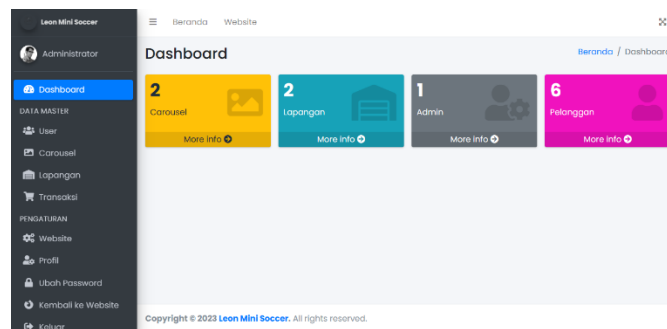 Leon Mini Soccer
Administrator
Dashboard
DATA MASTER
User
Carousel
Lapangan
Transaksi
PENGATURAN
Website
Profil
Ubah Password
Kembali ke Website
Keluar
Beranda Website
Dashboard
Beranda / Dashboard
2
Carousel
More info
2
Lapangan
More info
1
Admin
More info
6
Pelanggan
More info
Copyright © 2023 Leon Mini Soccer. All rights reserved.